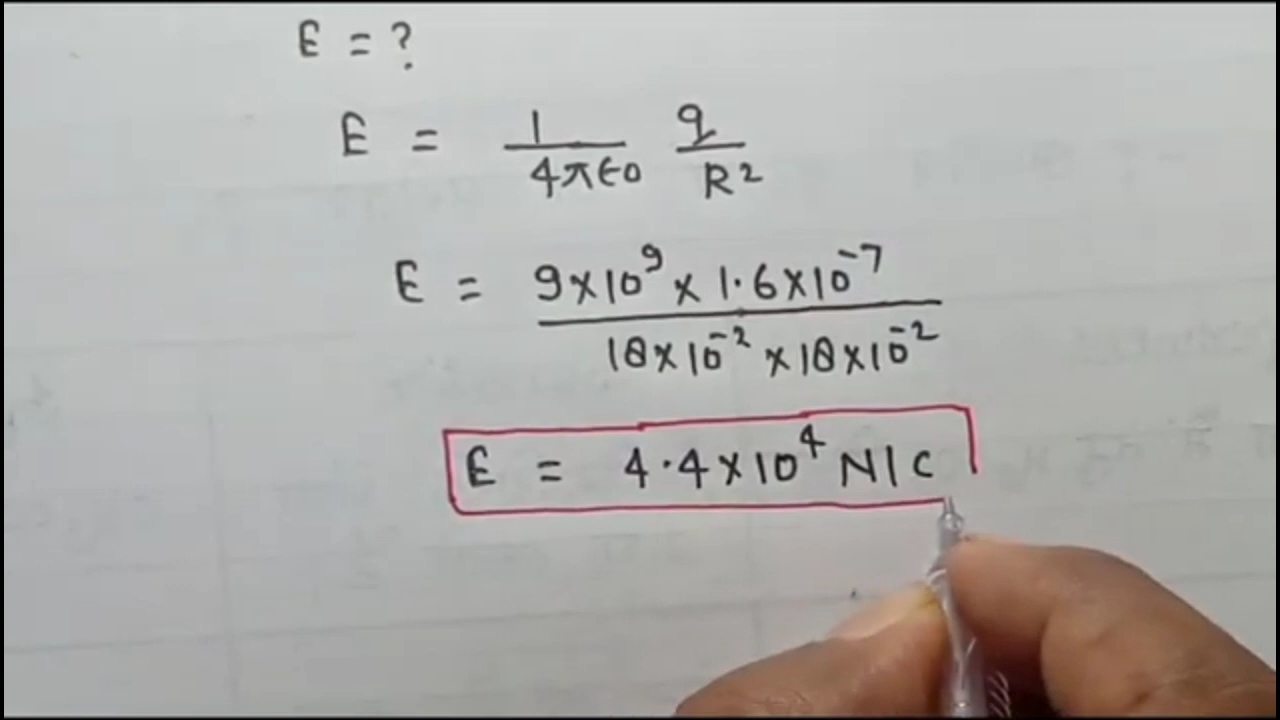 E = ?
E = 1/4πϵ0 q/R²
E = 9×10⁹ × 1.6×10⁻⁷ / 18×10⁻² × 18×10⁻²
E = 4.4×10⁴ N/C